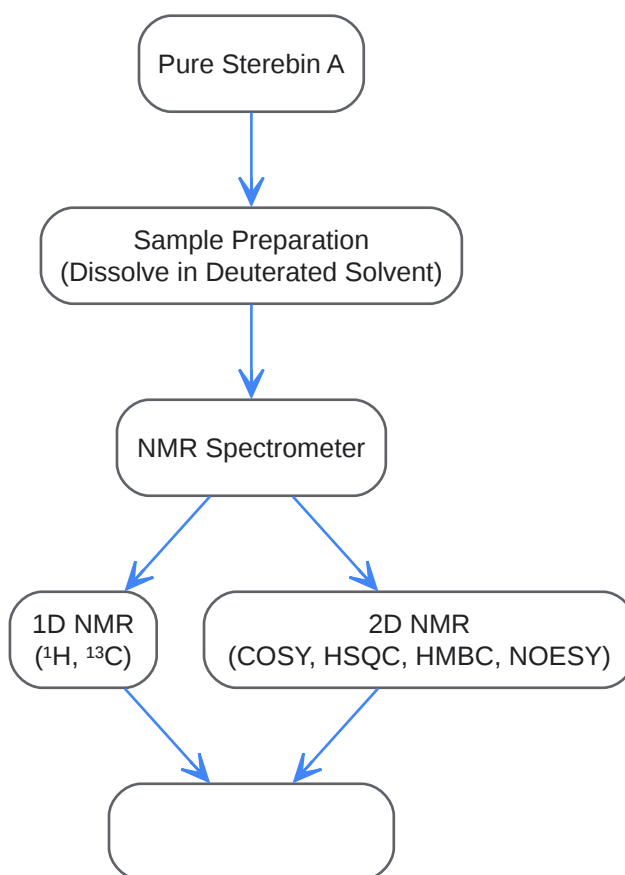 Pure Sterebin A
Sample Preparation
(Dissolve in Deuterated Solvent)
NMR Spectrometer
1D NMR
(¹H, ¹³C)
2D NMR
(COSY, HSQC, HMBC, NOESY)